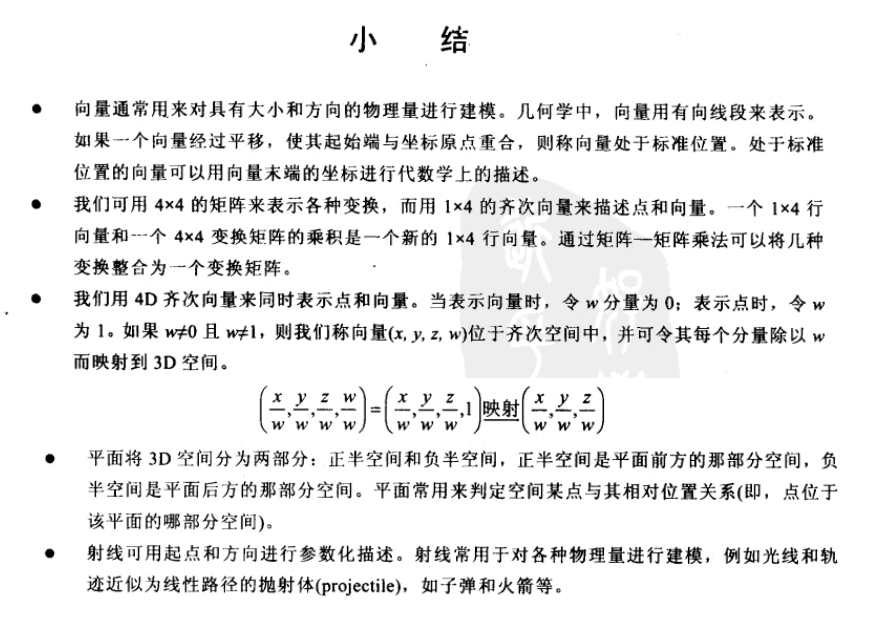 小 结
● 向量通常用来对具有大小和方向的物理量进行建模。几何学中，向量用有向线段来表示。
如果一个向量经过平移，使其起始端与坐标原点重合，则称向量处于标准位置。处于标准
位置的向量可以用向量末端的坐标进行代数学上的描述。
● 我们可用 4×4 的矩阵来表示各种变换，而用 1×4 的齐次向量来描述点和向量。一个 1×4 行
向量和一个 4×4 变换矩阵的乘积是一个新的 1×4 行向量。通过矩阵—矩阵乘法可以将几种
变换整合为一个变换矩阵。
● 我们用 4D 齐次向量来同时表示点和向量。当表示向量时，令 w 分量为 0；表示点时，令 w
为 1。如果 w≠0 且 w≠1，则我们称向量(x, y, z, w)位于齐次空间中，并可令其每个分量除以 w
而映射到 3D 空间。
(x/w, y/w, z/w, w/w) = (x/w, y/w, z/w, 1) 映射 (x/w, y/w, z/w)
● 平面将 3D 空间分为两部分：正半空间和负半空间，正半空间是平面前方的那部分空间，负
半空间是平面后方的那部分空间。平面常用来判定空间某点与其相对位置关系(即，点位于
该平面的哪部分空间)。
● 射线可用起点和方向进行参数化描述。射线常用于对各种物理量进行建模，例如光线和轨
迹近似为线性路径的抛射体(projectile)，如子弹和火箭等。